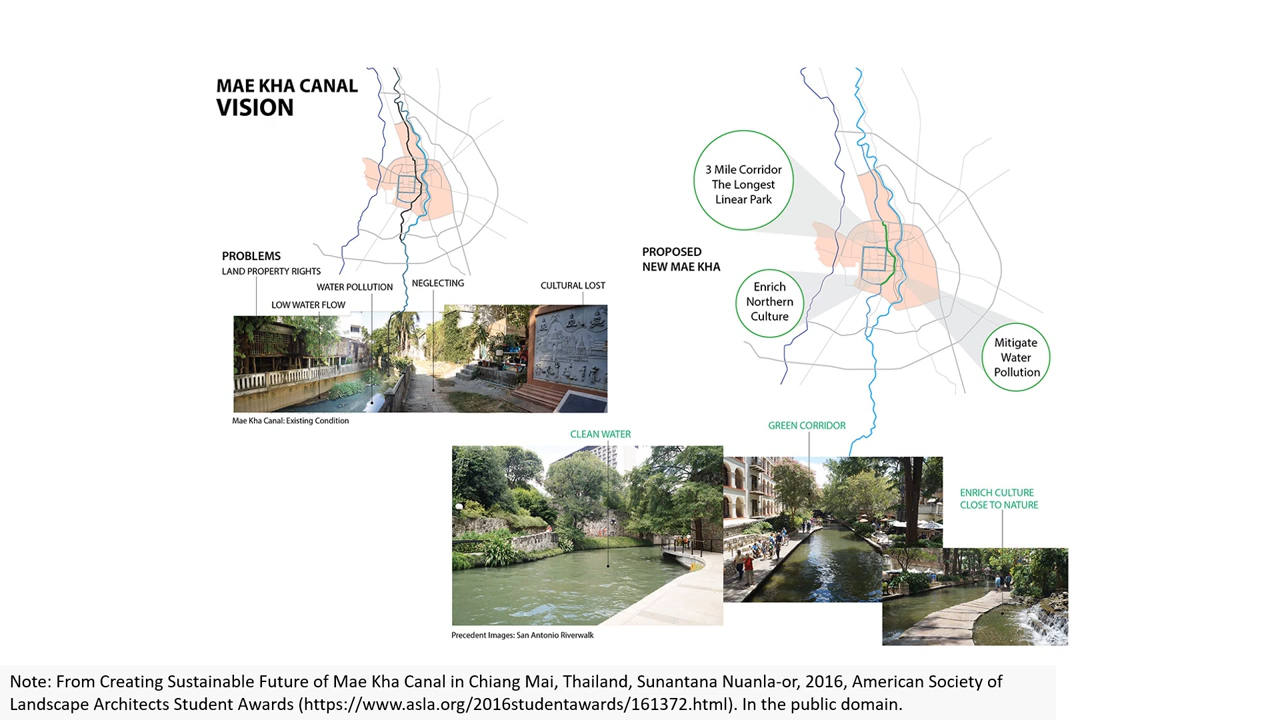 MAE KHA CANAL
VISION
PROBLEMS
LAND PROPERTY RIGHTS
WATER POLLUTION
NEGLECTING
CULTURAL LOST
LOW WATER FLOW
Mae Kha Canal: Existing Condition
3 Mile Corridor
The Longest
Linear Park
PROPOSED
NEW MAE KHA
Enrich
Northern
Culture
Mitigate
Water
Pollution
CLEAN WATER
GREEN CORRIDOR
ENRICH CULTURE
CLOSE TO NATURE
Precedent Images: San Antonio Riverwalk
Note: From Creating Sustainable Future of Mae Kha Canal in Chiang Mai, Thailand, Sunantana Nuanla-or, 2016, American Society of
Landscape Architects Student Awards (https://www.asla.org/2016studentawards/161372.html). In the public domain.